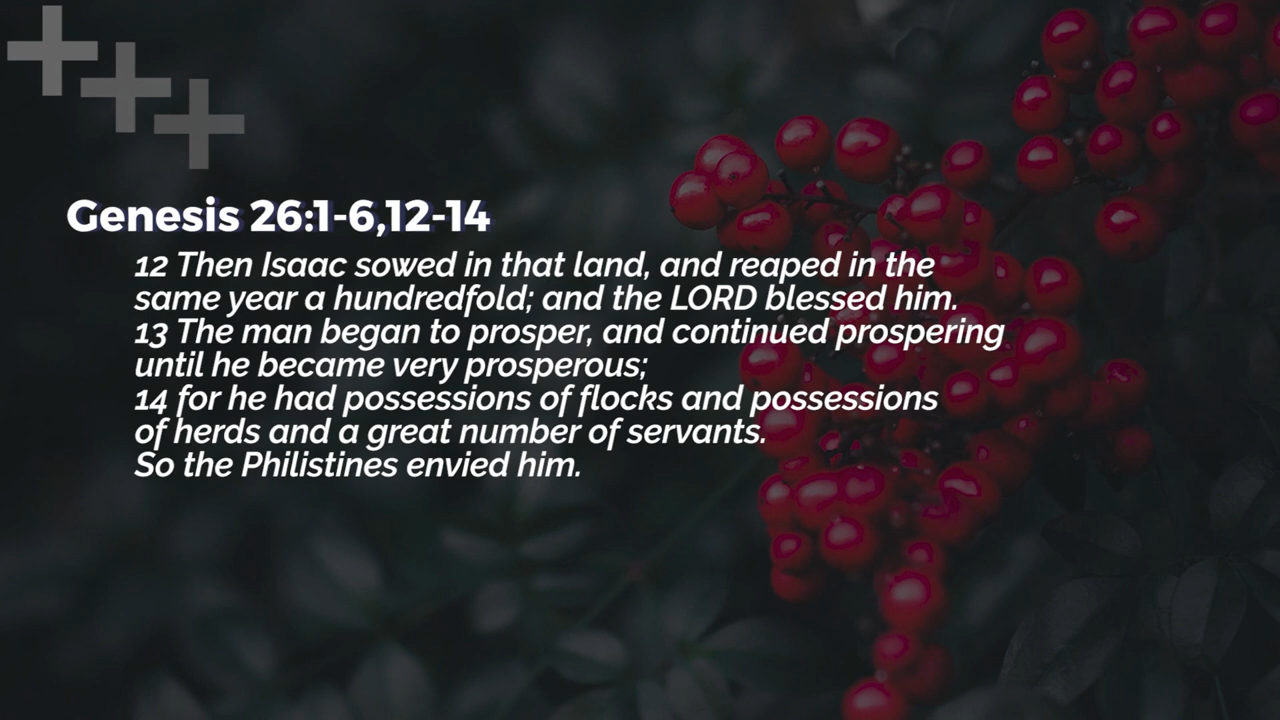 Genesis 26:1-6,12-14
12 Then Isaac sowed in that land, and reaped in the
same year a hundredfold; and the LORD blessed him.
13 The man began to prosper, and continued prospering
until he became very prosperous;
14 for he had possessions of flocks and possessions
of herds and a great number of servants.
So the Philistines envied him.